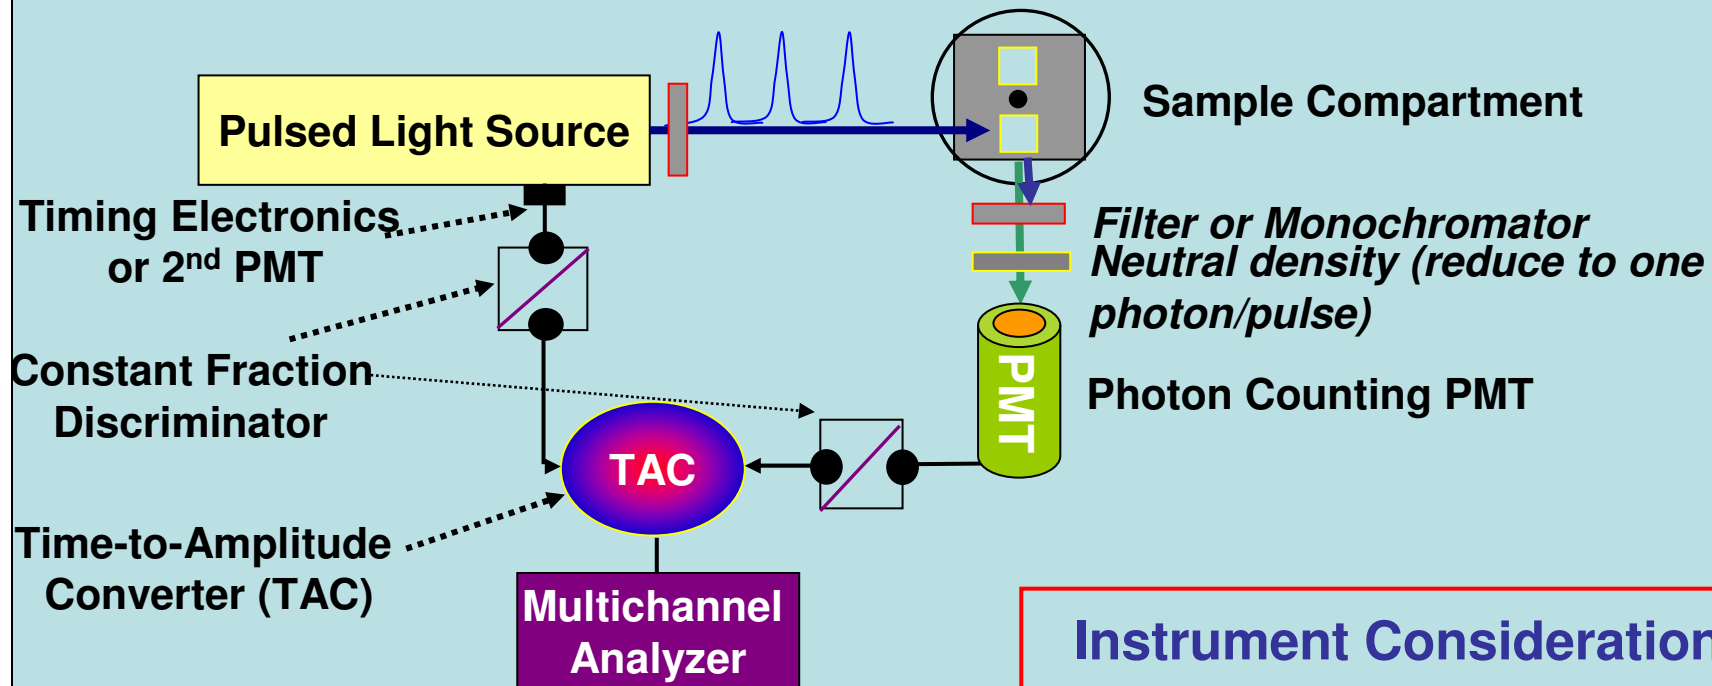 Pulsed Light Source
Sample Compartment
Timing Electronics
or 2nd PMT
Filter or Monochromator
Neutral density (reduce to one
photon/pulse)
PMT
Photon Counting PMT
Constant Fraction
Discriminator
TAC
Time-to-Amplitude
Converter (TAC)
Multichannel
Analyzer
Instrument Consideration